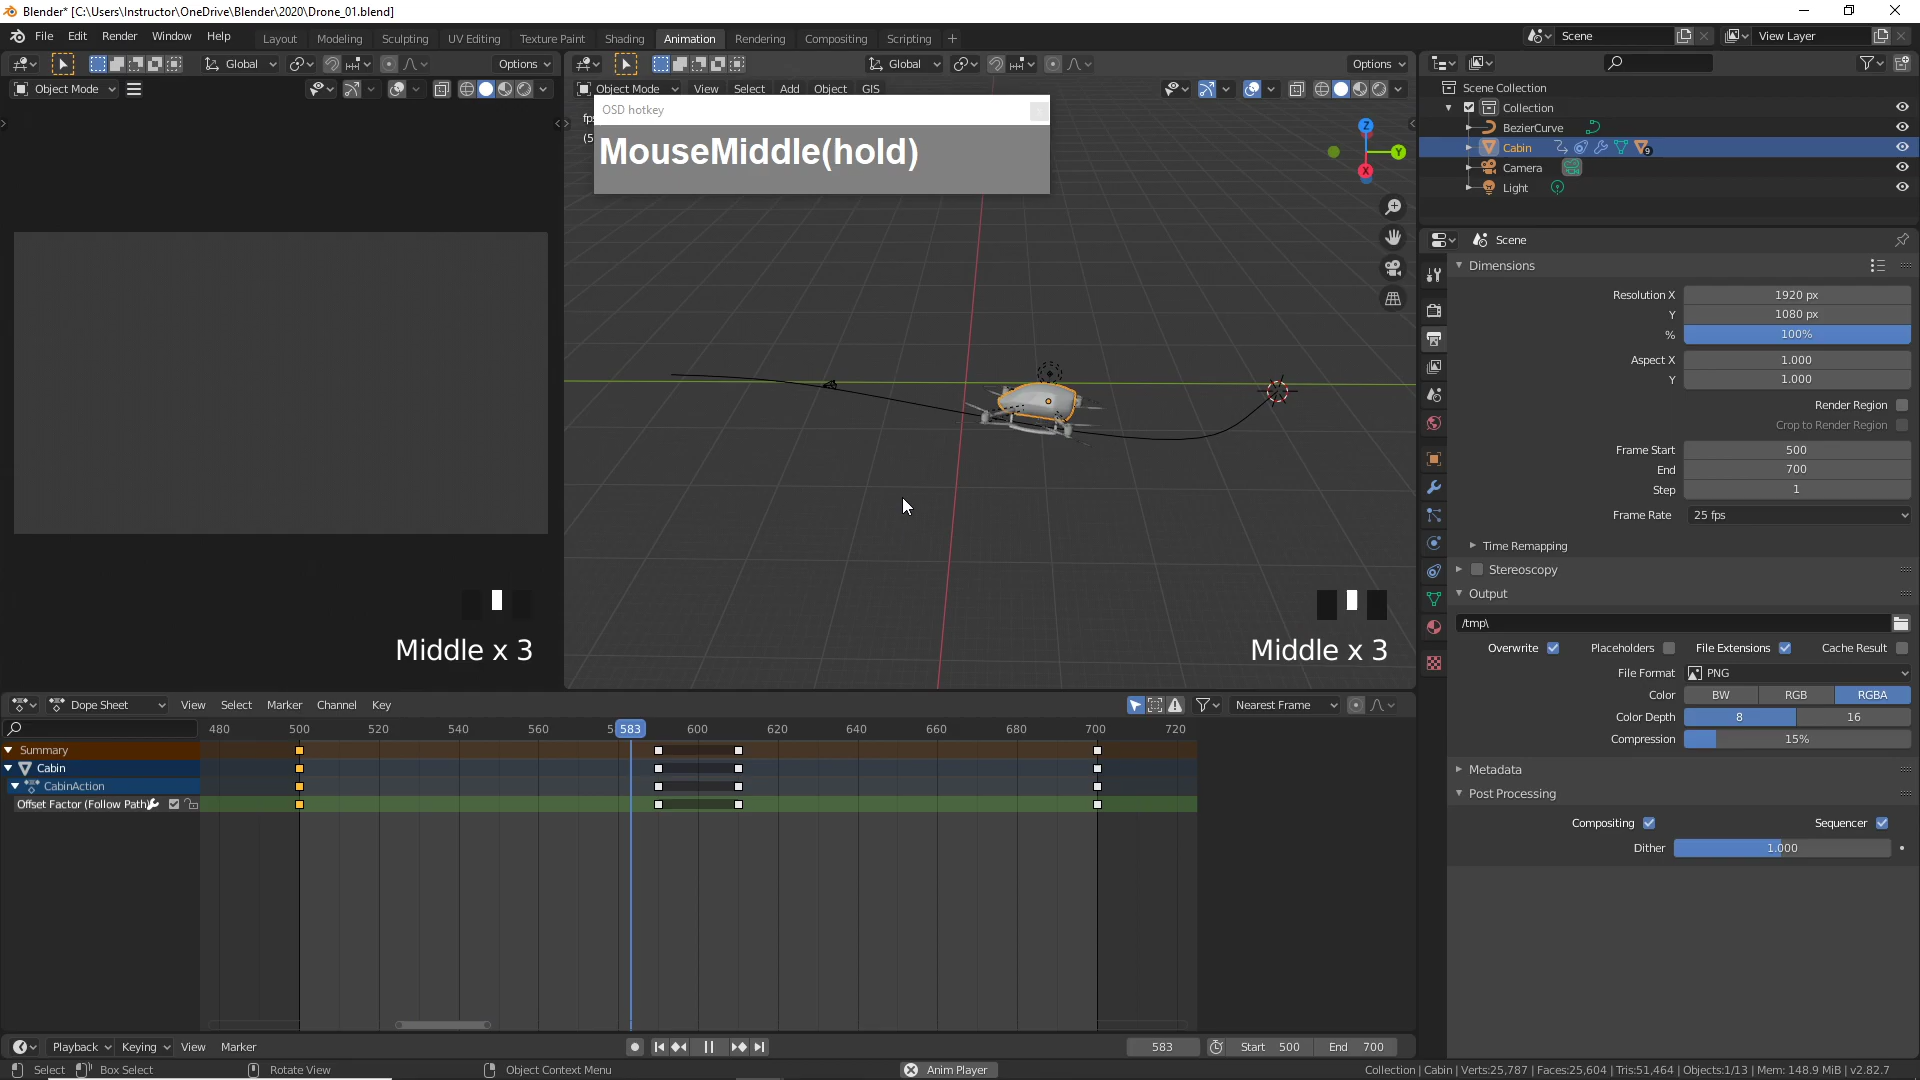 Blender* [C:\Users\Instructor\OneDrive\Blender\2020\Drone_01.blend]
File Edit Render Window Help Layout Modeling Sculpting UV Editing Texture Paint Shading Animation Rendering Compositing Scripting + Scene View Layer
Global Options Global Options
Object Mode Object Mode View Select Add Object GIS
Scene Collection
Collection
BezierCurve
Cabin 9
Camera
Light
OSD hotkey
MouseMiddle(hold)
Z
Y
X
Middle x 3
Middle x 3
Scene
Dimensions
Resolution X 1920 px
Y 1080 px
% 100%
Aspect X 1.000
Y 1.000
Render Region
Crop to Render Region
Frame Start 500
End 700
Step 1
Frame Rate 25 fps
Time Remapping
Stereoscopy
Output
/tmp\
Overwrite Placeholders File Extensions Cache Result
File Format PNG
Color BW RGB RGBA
Color Depth 8 16
Compression 15%
Metadata
Post Processing
Compositing Sequencer
Dither 1.000
Dope Sheet View Select Marker Channel Key Nearest Frame
480 500 520 540 560 583 600 620 640 660 680 700 720
Summary
Cabin
CabinAction
Offset Factor (Follow Path)
Playback Keying View Marker 583 Start 500 End 700
Select Box Select Rotate View Object Context Menu Anim Player Collection | Cabin | Verts:25,787 | Faces:25,604 | Tris:51,464 | Objects:1/13 | Mem: 148.9 MiB | v2.82.7